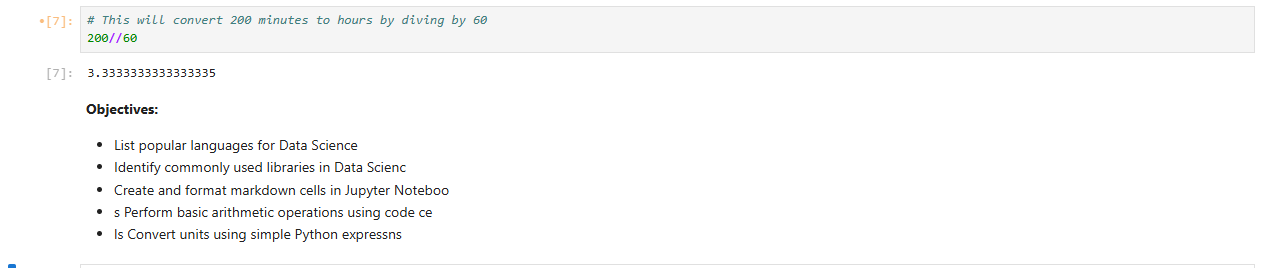 •[7]: # This will convert 200 minutes to hours by diving by 60
200//60
[7]: 3.3333333333333335
Objectives:
• List popular languages for Data Science
• Identify commonly used libraries in Data Scienc
• Create and format markdown cells in Jupyter Noteboo
• s Perform basic arithmetic operations using code ce
• ls Convert units using simple Python expressns